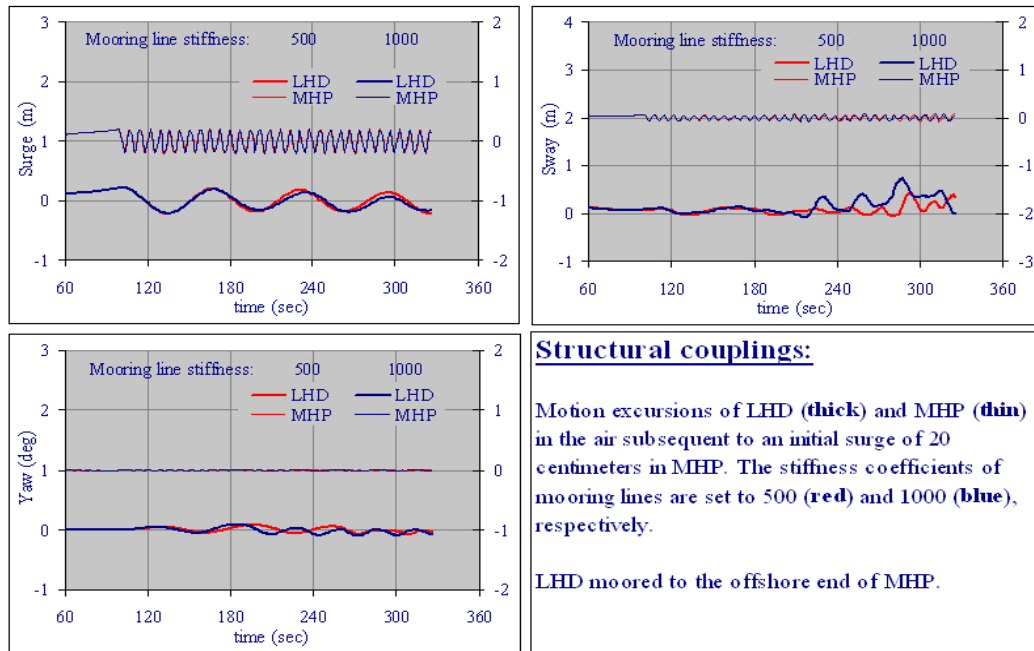 Mooring line stiffness: 500 1000
LHD LHD
MHP MHP
Surge (m)
3
2
1
0
-1
2
1
0
-1
-2
60 120 180 240 300 360
time (sec)
Mooring line stiffness: 500 1000
LHD LHD
MHP MHP
Sway (m)
4
3
2
1
0
-1
2
1
0
-1
-2
-3
60 120 180 240 300 360
time (sec)
Mooring line stiffness: 500 1000
LHD LHD
MHP MHP
Yaw (deg)
3
2
1
0
-1
2
1
0
-1
-2
60 120 180 240 300 360
time (sec)
Structural couplings:
Motion excursions of LHD (thick) and MHP (thin)
in the air subsequent to an initial surge of 20
centimeters in MHP. The stiffness coefficients of
mooring lines are set to 500 (red) and 1000 (blue),
respectively.
LHD moored to the offshore end of MHP.